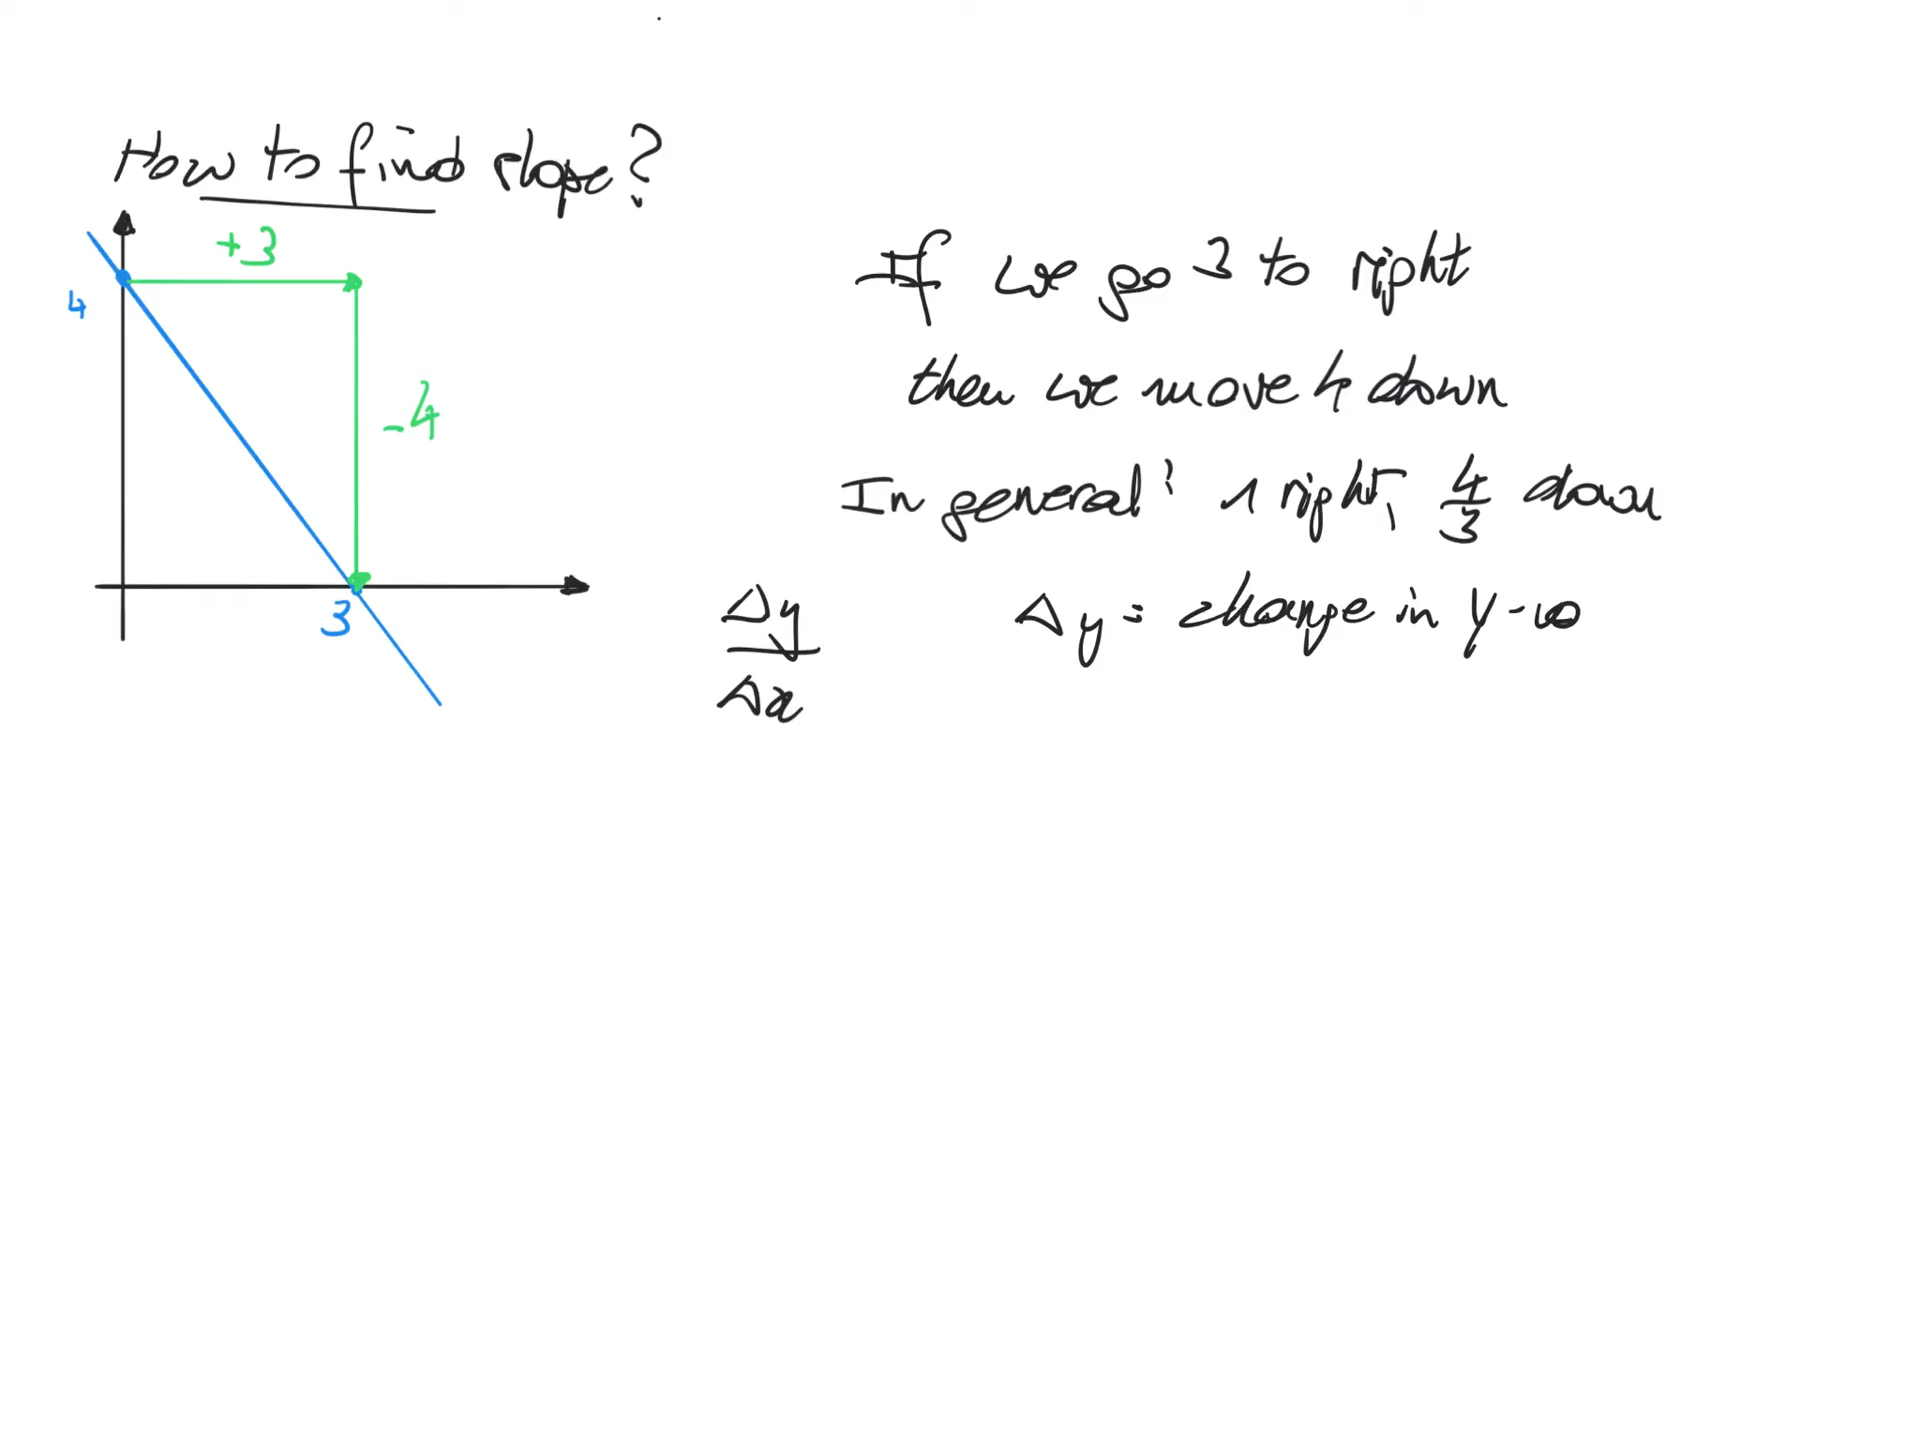 How to find slope?
+3
4
-4
3
If we go 3 to right
then we move 4 down
In general: 1 right, 4/3 down
Δy/Δx
Δy = change in y-